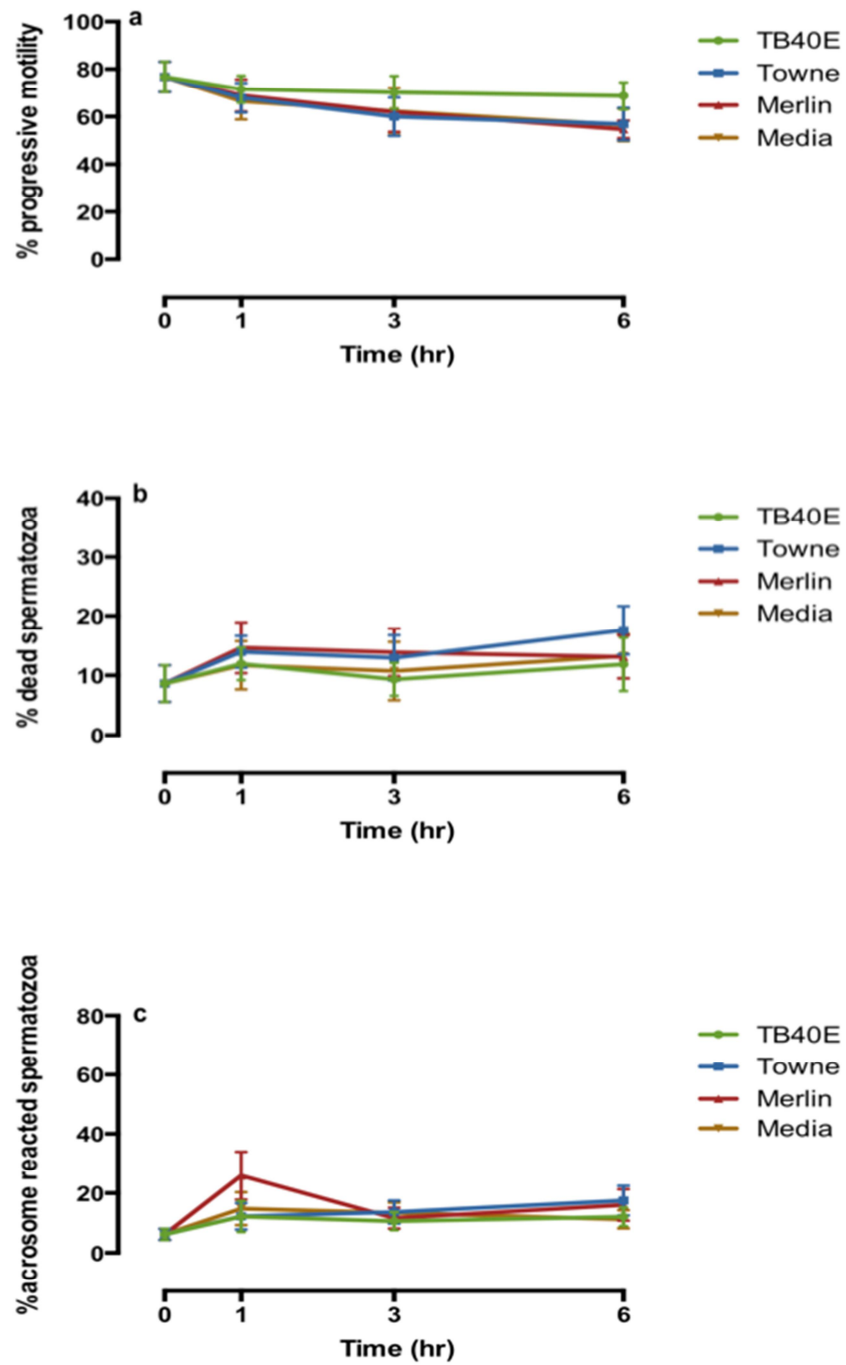 a
% progressive motility
100
80
60
40
20
0
0 1 3 6
Time (hr)
TB40E
Towne
Merlin
Media
b
% dead spermatozoa
40
30
20
10
0
0 1 3 6
Time (hr)
TB40E
Towne
Merlin
Media
c
%acrosome reacted spermatozoa
80
60
40
20
0
0 1 3 6
Time (hr)
TB40E
Towne
Merlin
Media